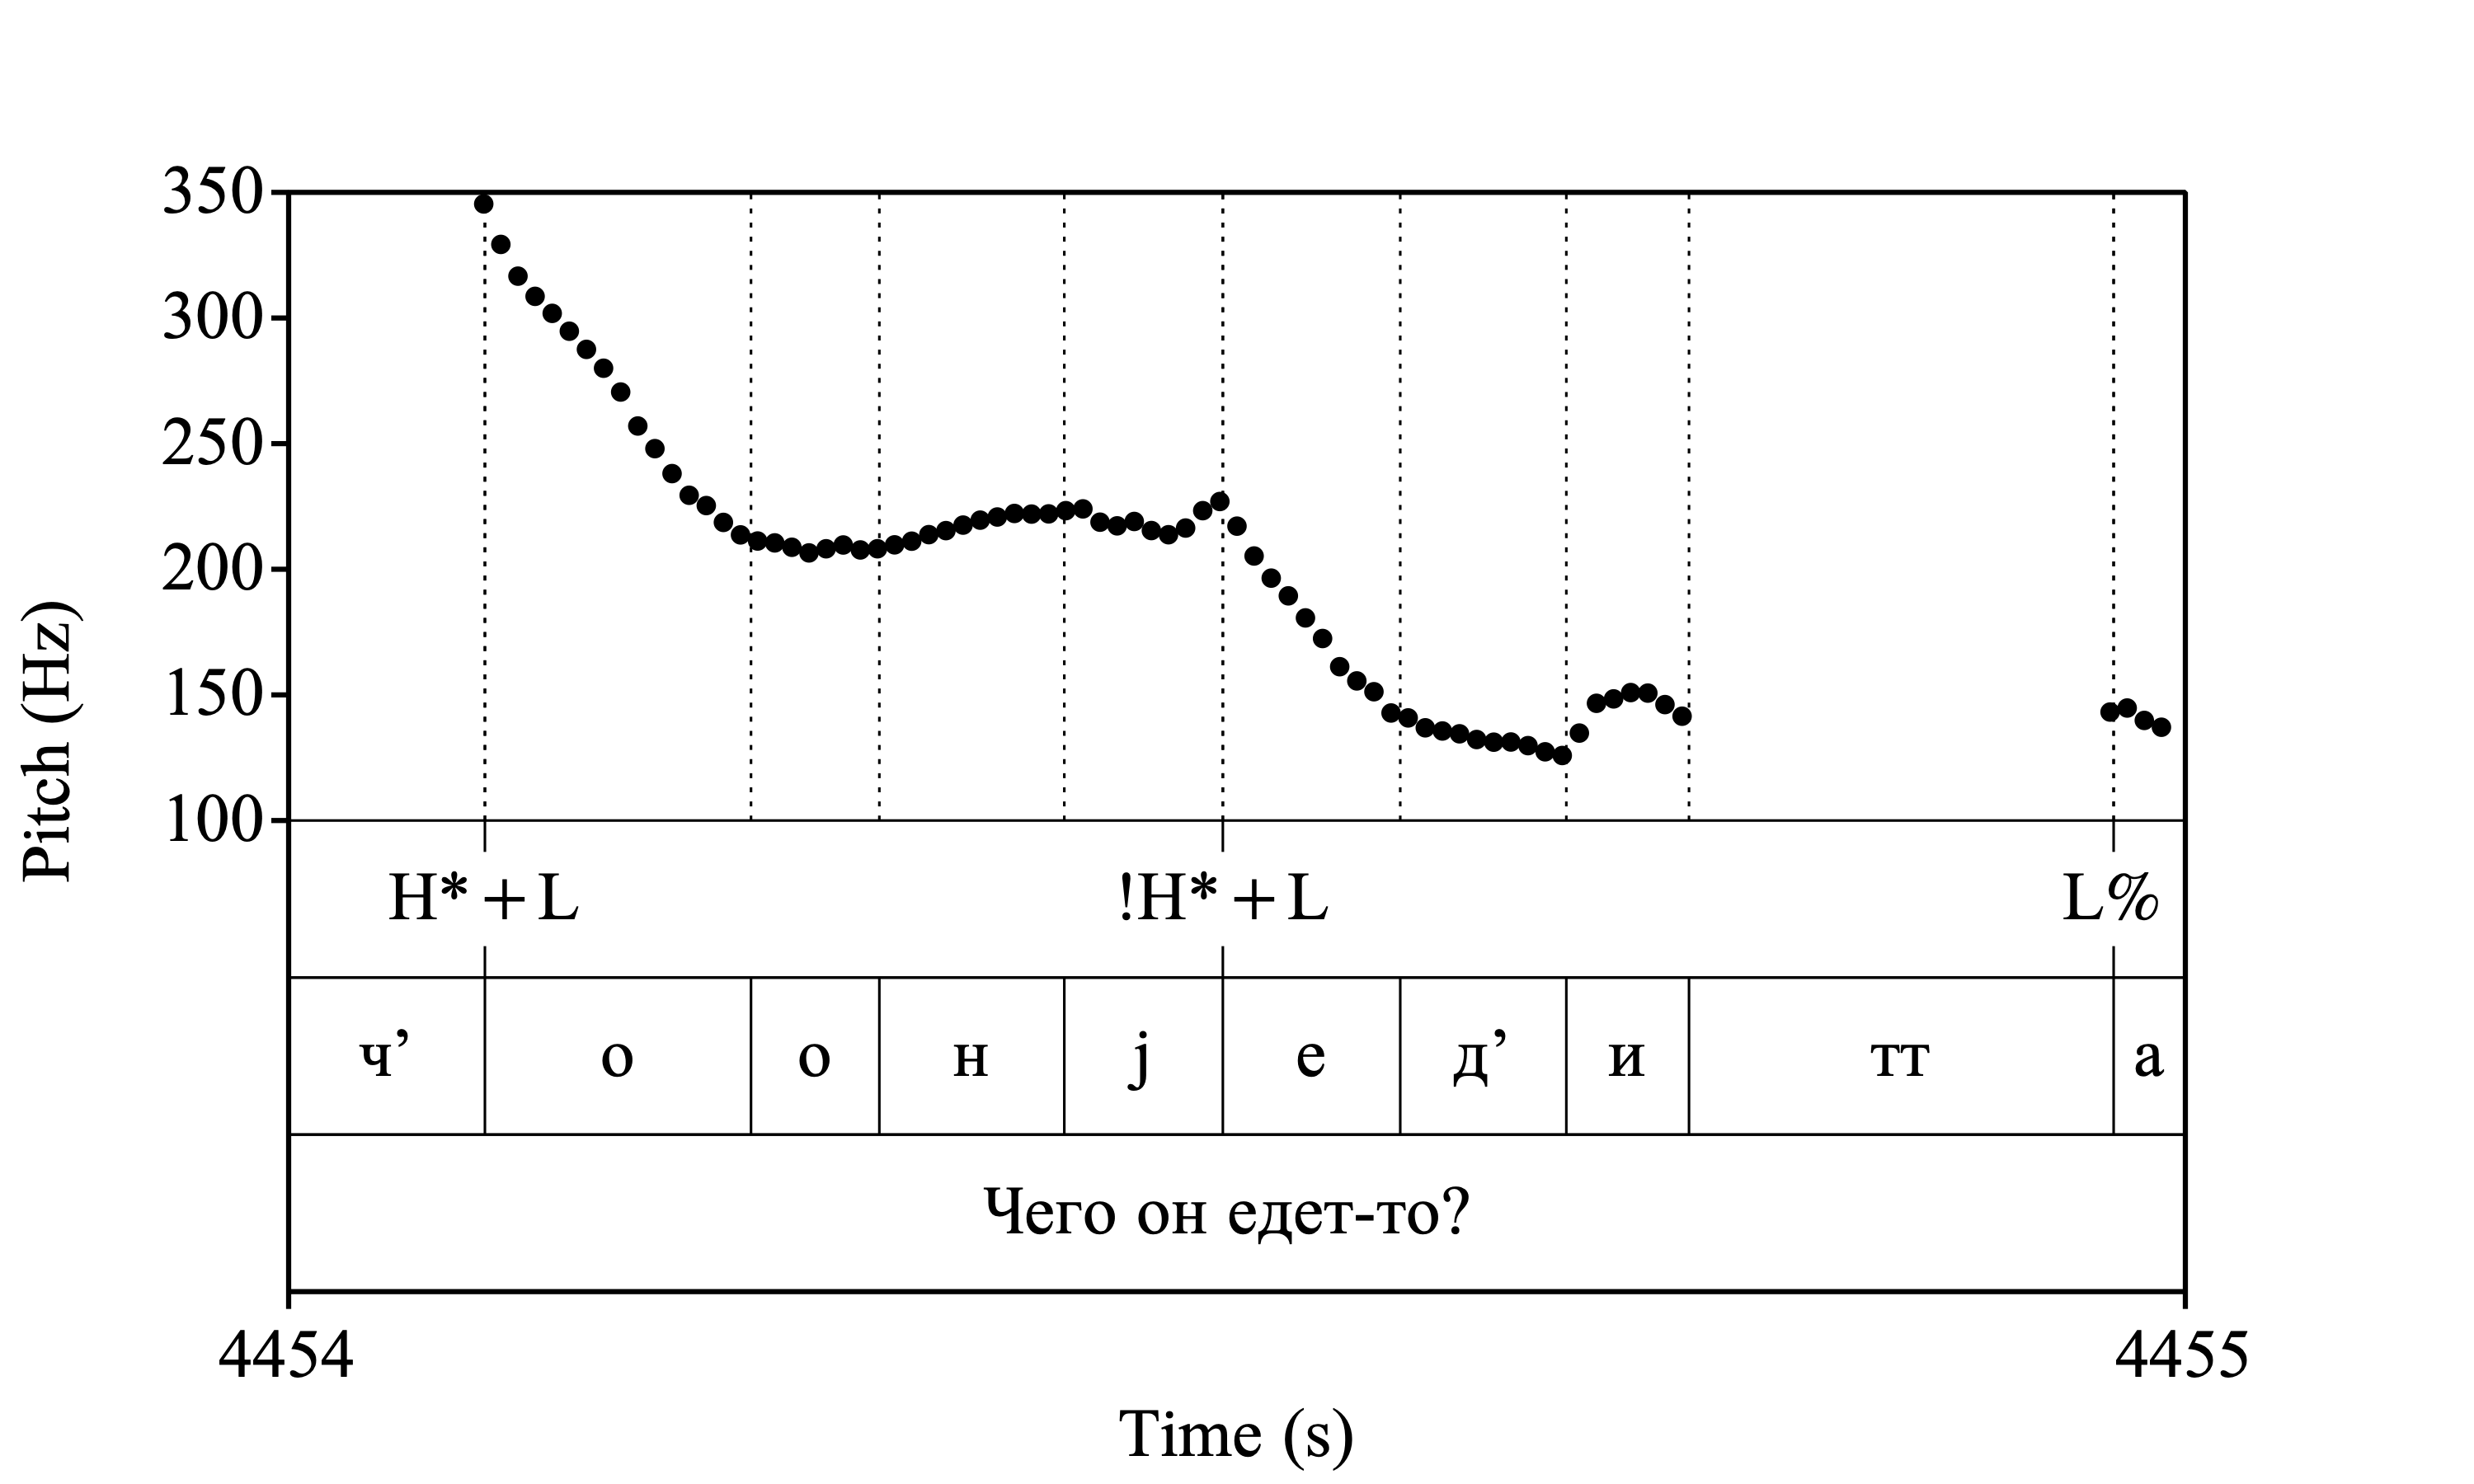 350
300
250
200
150
100
Pitch (Hz)
H*+L !H*+L L%
ч’ о о н j е д’ и тт а
Чего он едет-то?
4454 4455
Time (s)